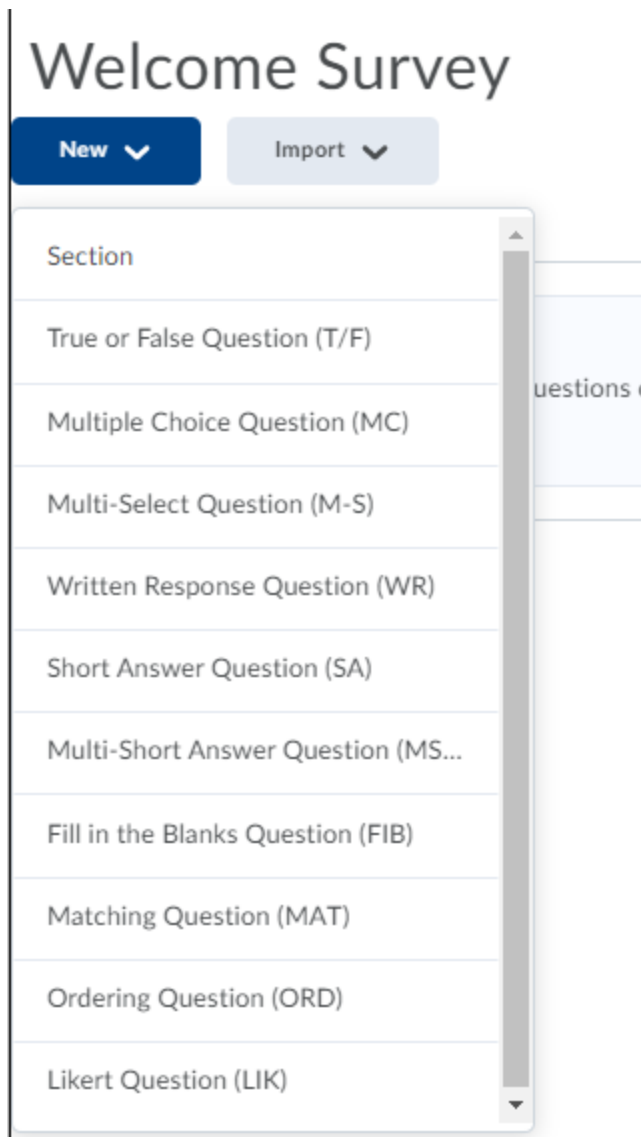 Welcome Survey
New Import
Section
True or False Question (T/F)
uestions
Multiple Choice Question (MC)
Multi-Select Question (M-S)
Written Response Question (WR)
Short Answer Question (SA)
Multi-Short Answer Question (MS...
Fill in the Blanks Question (FIB)
Matching Question (MAT)
Ordering Question (ORD)
Likert Question (LIK)